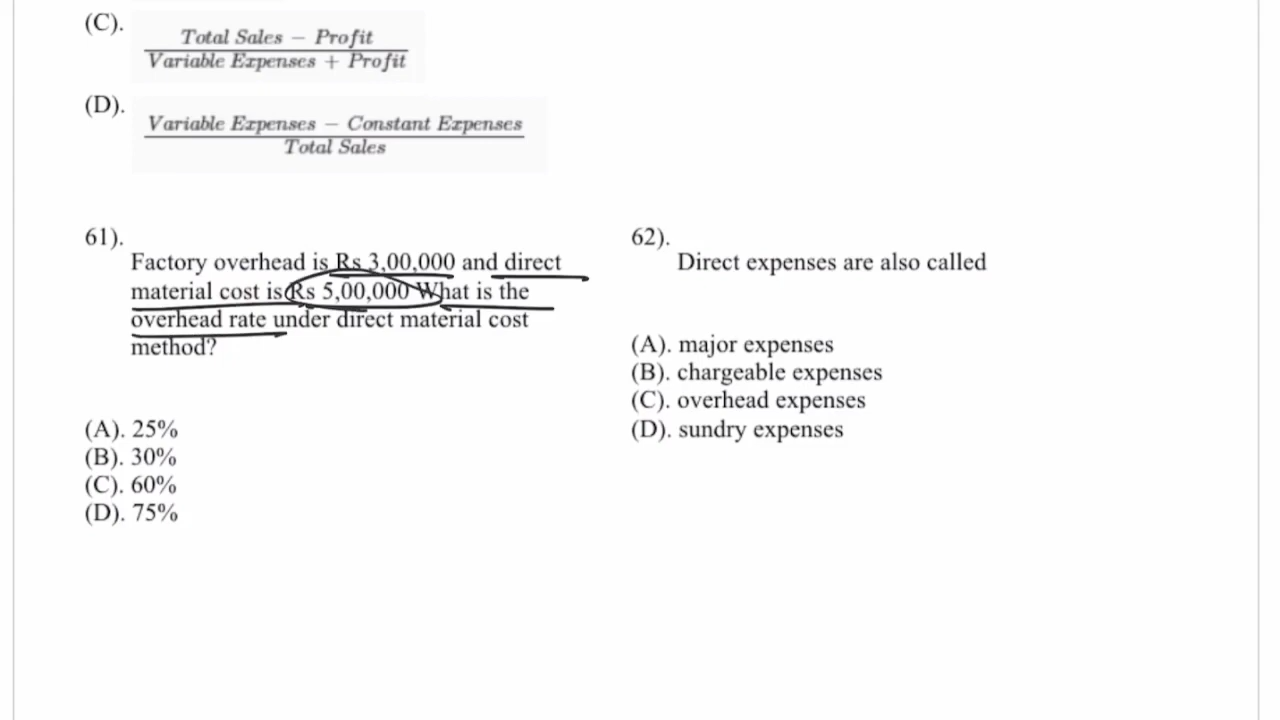 (C).
Total Sales − Profit
Variable Expenses + Profit
(D).
Variable Expenses − Constant Expenses
Total Sales
61).
Factory overhead is Rs 3,00,000 and direct
material cost is Rs 5,00,000 What is the
overhead rate under direct material cost
method?
(A). 25%
(B). 30%
(C). 60%
(D). 75%
62).
Direct expenses are also called
(A). major expenses
(B). chargeable expenses
(C). overhead expenses
(D). sundry expenses